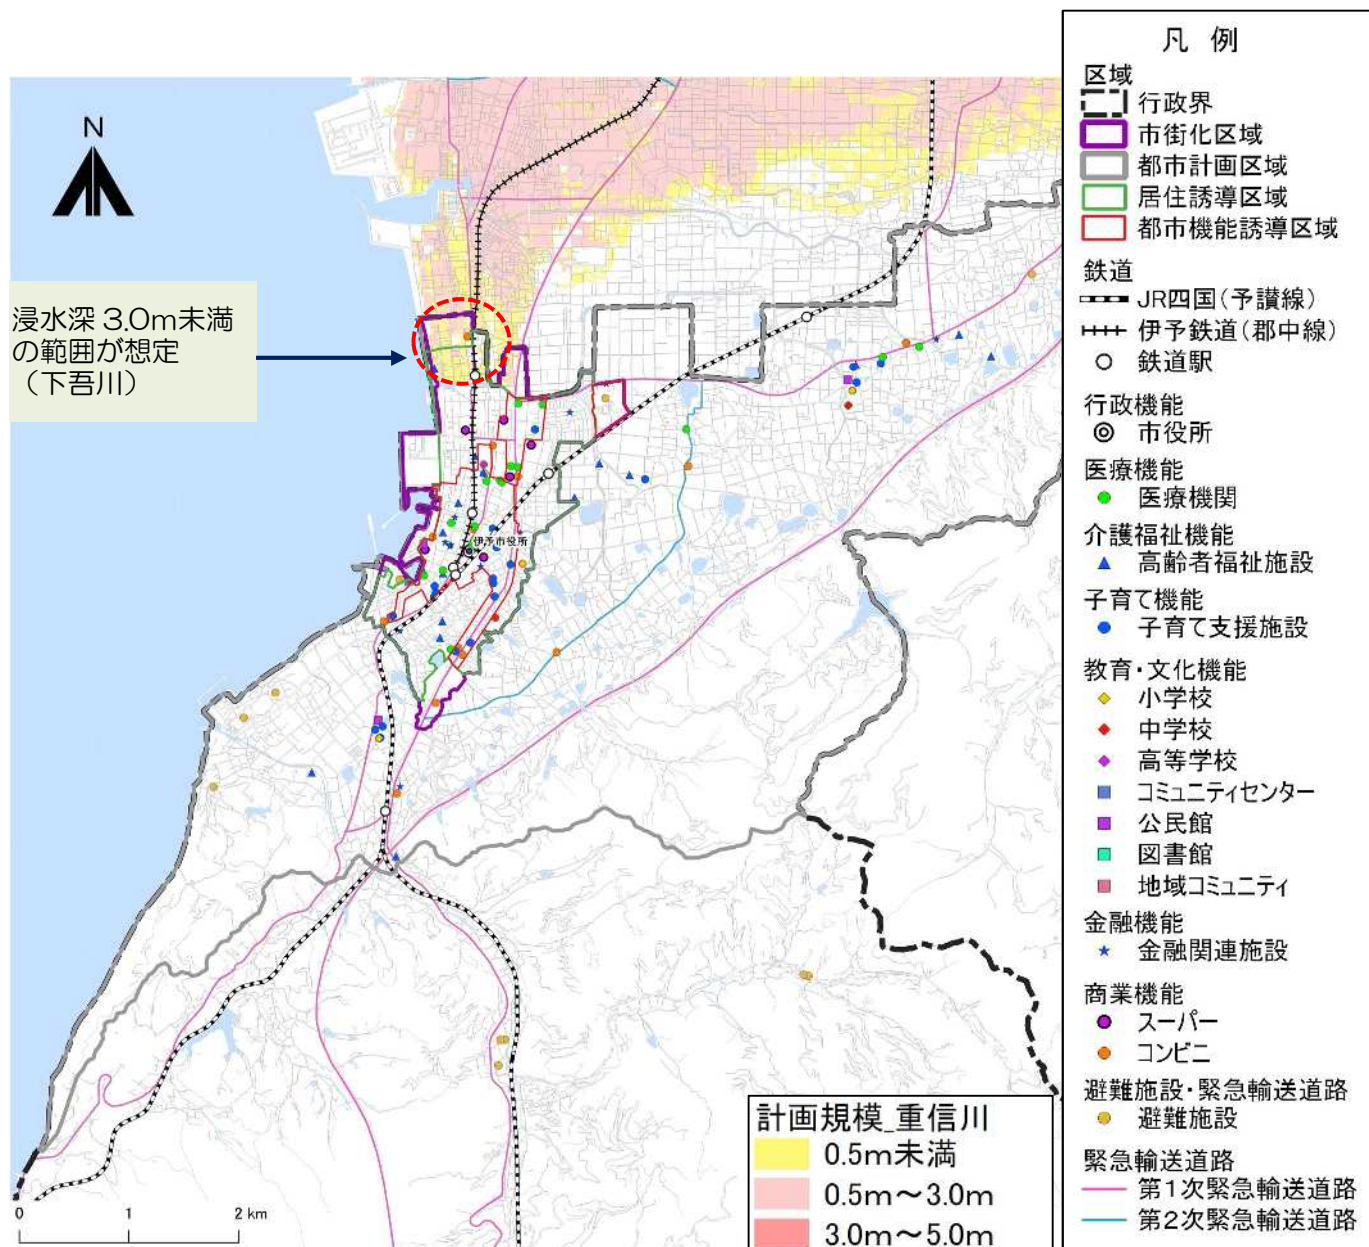 N
浸水深 3.0m未満
の範囲が想定
（下吾川）
伊予市役所
0 1 2 km
計画規模_重信川
0.5m未満
0.5m～3.0m
3.0m～5.0m
凡 例
区域
行政界
市街化区域
都市計画区域
居住誘導区域
都市機能誘導区域
鉄道
JR四国(予讃線)
伊予鉄道(郡中線)
鉄道駅
行政機能
市役所
医療機能
医療機関
介護福祉機能
高齢者福祉施設
子育て機能
子育て支援施設
教育・文化機能
小学校
中学校
高等学校
コミュニティセンター
公民館
図書館
地域コミュニティ
金融機能
金融関連施設
商業機能
スーパー
コンビニ
避難施設・緊急輸送道路
避難施設
緊急輸送道路
第1次緊急輸送道路
第2次緊急輸送道路